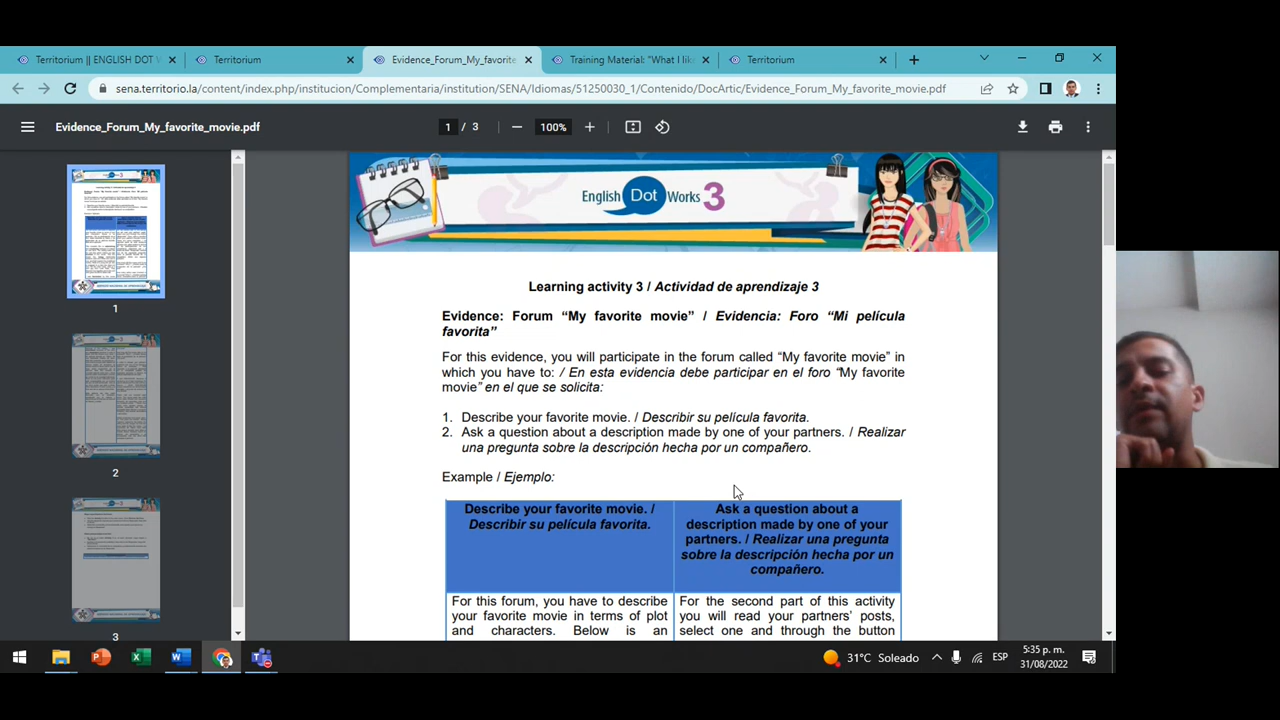 Territorium || ENGLISH DOT
Territorium
Evidence_Forum_My_favorite
Training Material: "What I lik
Territorium
sena.territorio.la/content/index.php/institucion/Complementaria/institution/SENA/Idiomas/51250030_1/Contenido/DocArtic/Evidence_Forum_My_favorite_movie.pdf
Evidence_Forum_My_favorite_movie.pdf
1 / 3
100%
English Dot Works 3
Learning activity 3 / Actividad de aprendizaje 3
Evidence: Forum “My favorite movie” / Evidencia: Foro “Mi película
favorita”
For this evidence, you will participate in the forum called “My favorite movie” in
which you have to: / En esta evidencia debe participar en el foro “My favorite
movie” en el que se solicita:
1. Describe your favorite movie. / Describir su película favorita.
2. Ask a question about a description made by one of your partners. / Realizar
una pregunta sobre la descripción hecha por un compañero.
Example / Ejemplo:
Describe your favorite movie. /
Describir su película favorita.
Ask a question about a
description made by one of your
partners. / Realizar una pregunta
sobre la descripción hecha por un
compañero.
For this forum, you have to describe
your favorite movie in terms of plot
and characters. Below is an
For the second part of this activity
you will read your partners’ posts,
select one and through the button
1
2
3
31°C Soleado
ESP
5:35 p. m.
31/08/2022